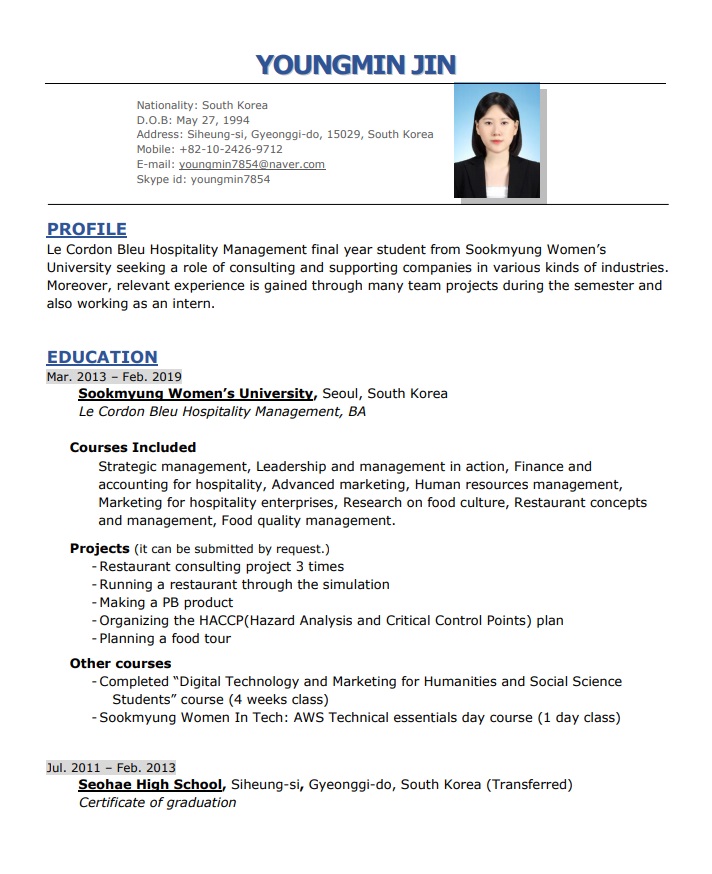 YOUNGMIN JIN
Nationality: South Korea
D.O.B: May 27, 1994
Address: Siheung-si, Gyeonggi-do, 15029, South Korea
Mobile: +82-10-2426-9712
E-mail: youngmin7854@naver.com
Skype id: youngmin7854
PROFILE
Le Cordon Bleu Hospitality Management final year student from Sookmyung Women’s
University seeking a role of consulting and supporting companies in various kinds of industries.
Moreover, relevant experience is gained through many team projects during the semester and
also working as an intern.
EDUCATION
Mar. 2013 – Feb. 2019
Sookmyung Women’s University, Seoul, South Korea
Le Cordon Bleu Hospitality Management, BA
Courses Included
Strategic management, Leadership and management in action, Finance and
accounting for hospitality, Advanced marketing, Human resources management,
Marketing for hospitality enterprises, Research on food culture, Restaurant concepts
and management, Food quality management.
Projects (it can be submitted by request.)
- Restaurant consulting project 3 times
- Running a restaurant through the simulation
- Making a PB product
- Organizing the HACCP(Hazard Analysis and Critical Control Points) plan
- Planning a food tour
Other courses
- Completed “Digital Technology and Marketing for Humanities and Social Science
Students” course (4 weeks class)
- Sookmyung Women In Tech: AWS Technical essentials day course (1 day class)
Jul. 2011 – Feb. 2013
Seohae High School, Siheung-si, Gyeonggi-do, South Korea (Transferred)
Certificate of graduation